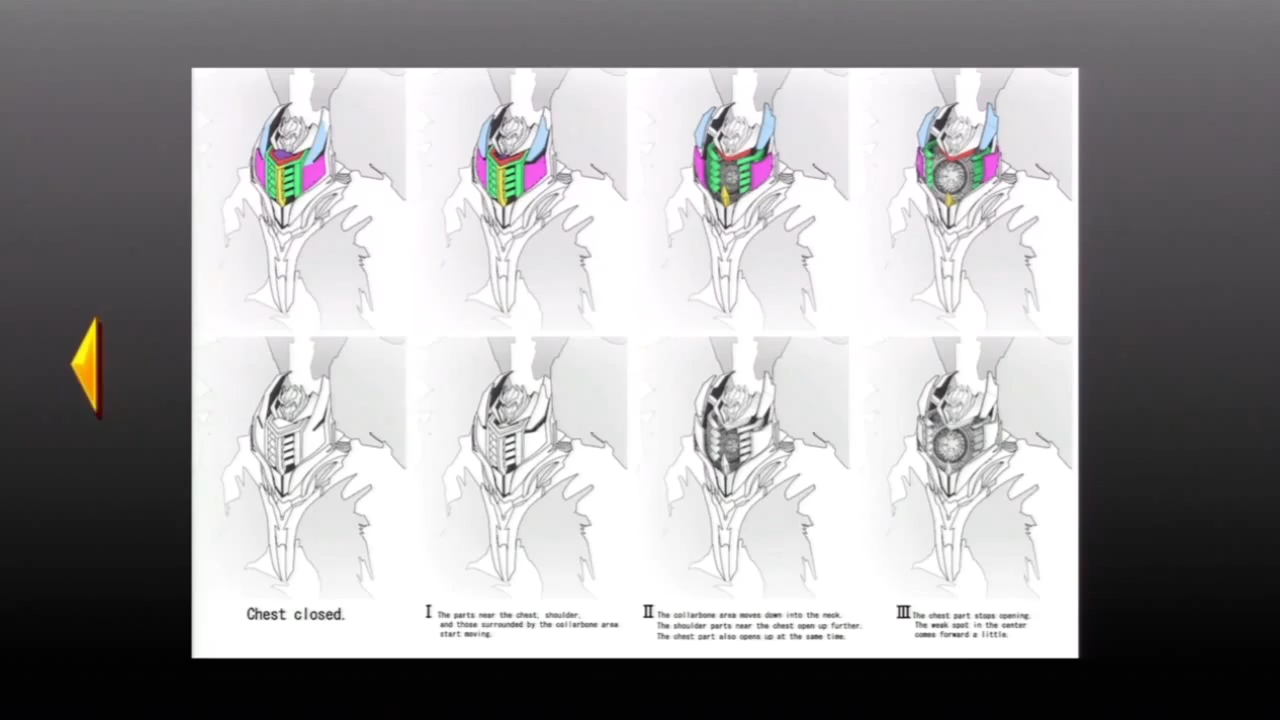 Chest closed.
I The parts near the chest, shoulder,
and those surrounded by the collarbone area
start moving.
II The collarbone area moves down into the neck.
The shoulder parts near the chest open up further.
The chest part also opens up at the same time.
III The chest part stops opening.
The weak spot in the center
comes forward a little.